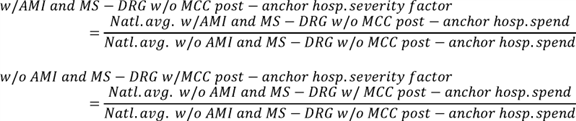 w/AMI and MS − DRG w/o MCC post − anchor hosp.severity factor
= Natl.avg. w/AMI and MS − DRG w/o MCC post − anchor hosp.spend
Natl.avg. w/o AMI and MS − DRG w/o MCC post − anchor hosp.spend
w/o AMI and MS − DRG w/MCC post − anchor hosp.severity factor
= Natl.avg. w/o AMI and MS − DRG w/ MCC post − anchor hosp.spend
Natl.avg. w/o AMI and MS − DRG w/o MCC post − anchor hosp.spend